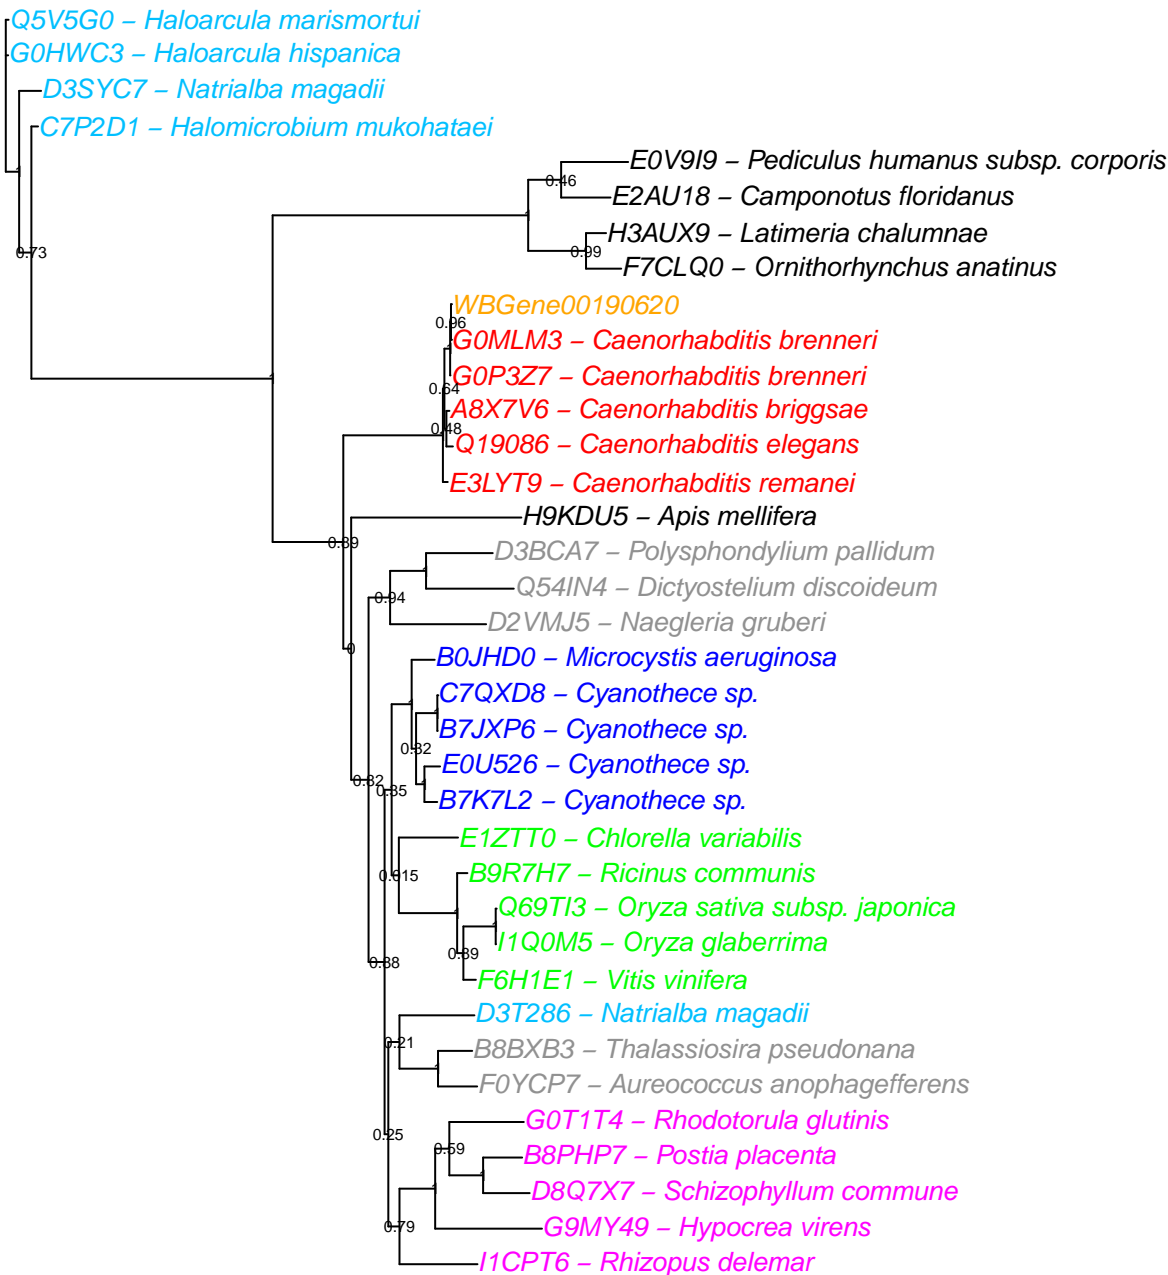 Q5V5G0 – Haloarcula marismortui
G0HWC3 – Haloarcula hispanica
D3SYC7 – Natrialba magadii
C7P2D1 – Halomicrobium mukohataei
E0V9I9 – Pediculus humanus subsp. corporis
0.46
E2AU18 – Camponotus floridanus
1
H3AUX9 – Latimeria chalumnae
0.99
0.73
F7CLQ0 – Ornithorhynchus anatinus
WBGene00190620
0.96
G0MLM3 – Caenorhabditis brenneri
G0P3Z7 – Caenorhabditis brenneri
0.64
A8X7V6 – Caenorhabditis briggsae
0.48
Q19086 – Caenorhabditis elegans
E3LYT9 – Caenorhabditis remanei
H9KDU5 – Apis mellifera
0.89
D3BCA7 – Polysphondylium pallidum
Q54IN4 – Dictyostelium discoideum
0.94
D2VMJ5 – Naegleria gruberi
0
B0JHD0 – Microcystis aeruginosa
C7QXD8 – Cyanothece sp.
B7JXP6 – Cyanothece sp.
0.82
E0U526 – Cyanothece sp.
0.82
0.85
B7K7L2 – Cyanothece sp.
E1ZTT0 – Chlorella variabilis
0.615
B9R7H7 – Ricinus communis
Q69TI3 – Oryza sativa subsp. japonica
I1Q0M5 – Oryza glaberrima
0.89
0.88
F6H1E1 – Vitis vinifera
D3T286 – Natrialba magadii
0.21
B8BXB3 – Thalassiosira pseudonana
F0YCP7 – Aureococcus anophagefferens
G0T1T4 – Rhodotorula glutinis
0.25
0.59
B8PHP7 – Postia placenta
D8Q7X7 – Schizophyllum commune
0.79
G9MY49 – Hypocrea virens
I1CPT6 – Rhizopus delemar